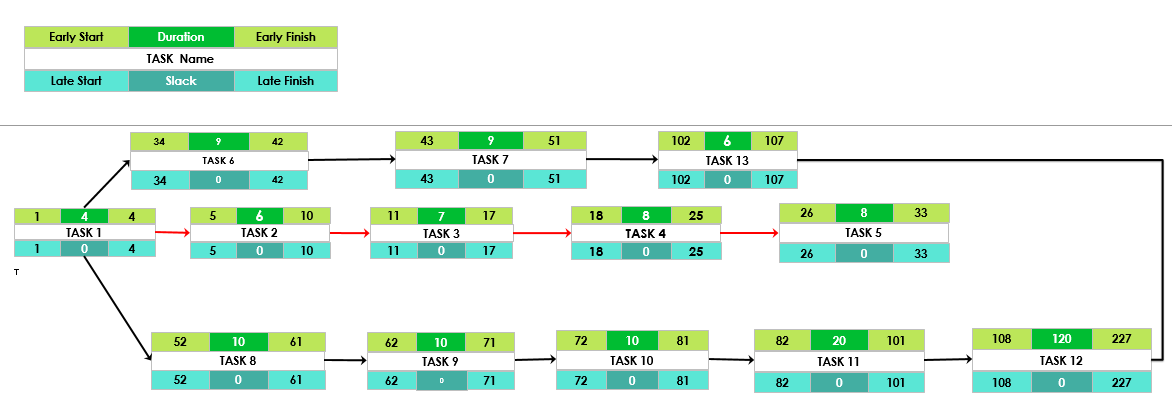 Early Start Duration Early Finish
TASK Name
Late Start Slack Late Finish
34 9 42
TASK 6
34 0 42
43 9 51
TASK 7
43 0 51
102 6 107
TASK 13
102 0 107
1 4 4
TASK 1
1 0 4
T
5 6 10
TASK 2
5 0 10
11 7 17
TASK 3
11 0 17
18 8 25
TASK 4
18 0 25
26 8 33
TASK 5
26 0 33
52 10 61
TASK 8
52 0 61
62 10 71
TASK 9
62 0 71
72 10 81
TASK 10
72 0 81
82 20 101
TASK 11
82 0 101
108 120 227
TASK 12
108 0 227